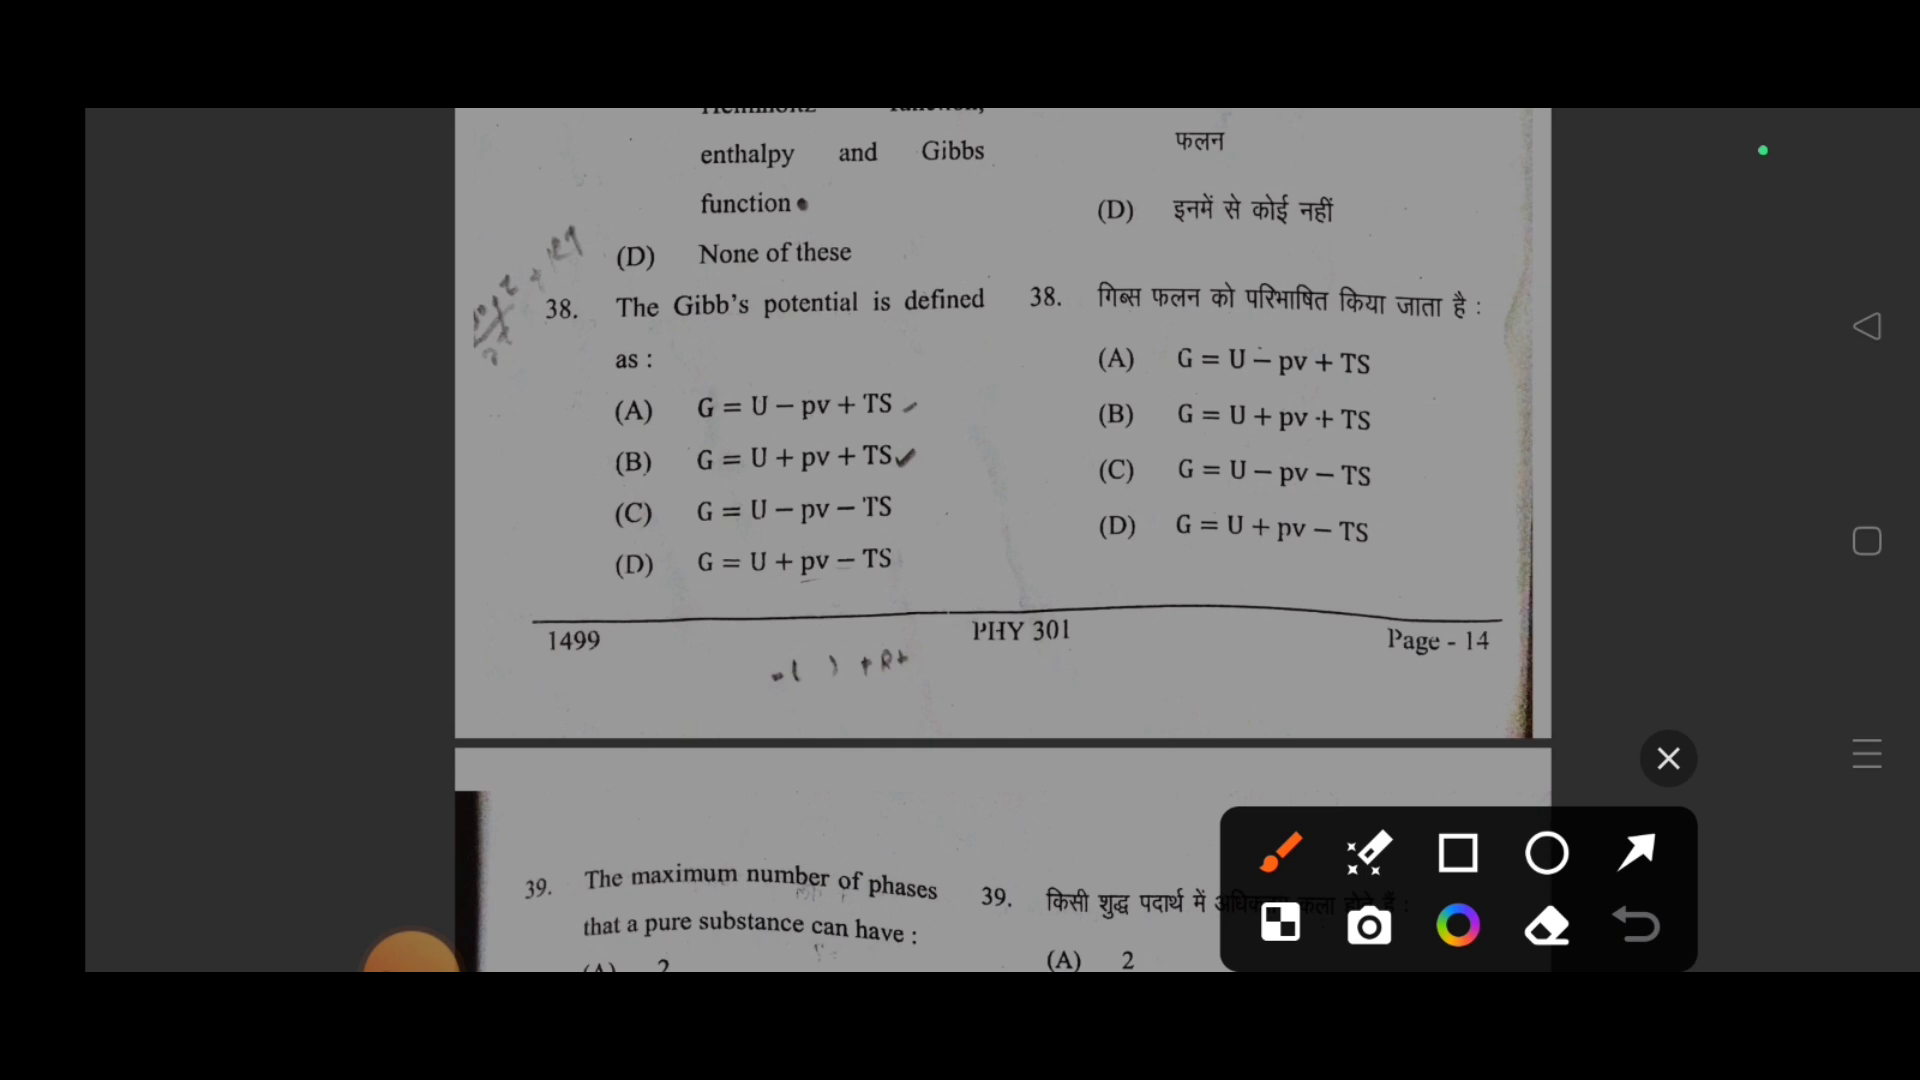 enthalpy and Gibbs
function
(D) None of these
38. The Gibb's potential is defined
as :
(A) G = U – pv + TS
(B) G = U + pv + TS
(C) G = U – pv – TS
(D) G = U + pv – TS
फलन
(D) इनमें से कोई नहीं
38. गिब्स फलन को परिभाषित किया जाता है :
(A) G = U – pv + TS
(B) G = U + pv + TS
(C) G = U – pv – TS
(D) G = U + pv – TS
1499 PHY 301 Page - 14
39. The maximum number of phases
that a pure substance can have :
(A) 2
39. किसी शुद्ध पदार्थ में
(A) 2